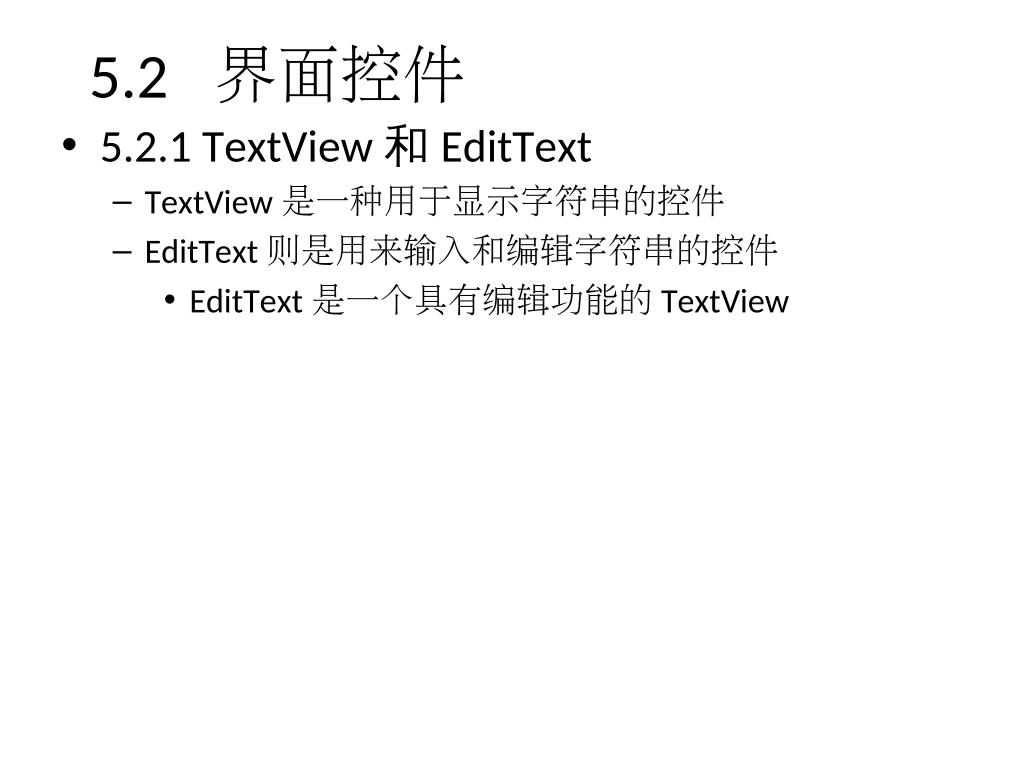 5.2 界面控件
• 5.2.1 TextView 和 EditText
– TextView 是一种用于显示字符串的控件
– EditText 则是用来输入和编辑字符串的控件
• EditText 是一个具有编辑功能的 TextView